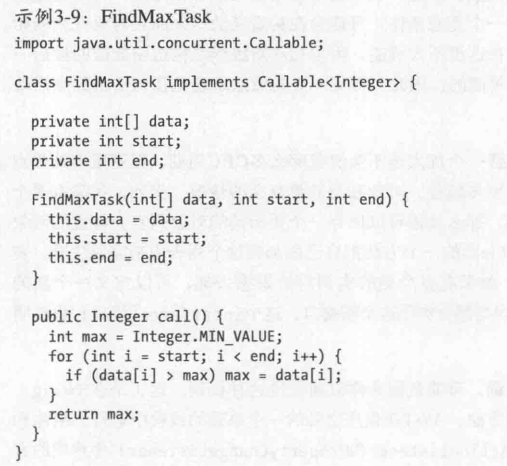 示例3-9: FindMaxTask
import java.util.concurrent.Callable;
class FindMaxTask implements Callable<Integer> {
private int[] data;
private int start;
private int end;
FindMaxTask(int[] data, int start, int end) {
this.data = data;
this.start = start;
this.end = end;
}
public Integer call() {
int max = Integer.MIN_VALUE;
for (int i = start; i < end; i++) {
if (data[i] > max) max = data[i];
}
return max;
}
}